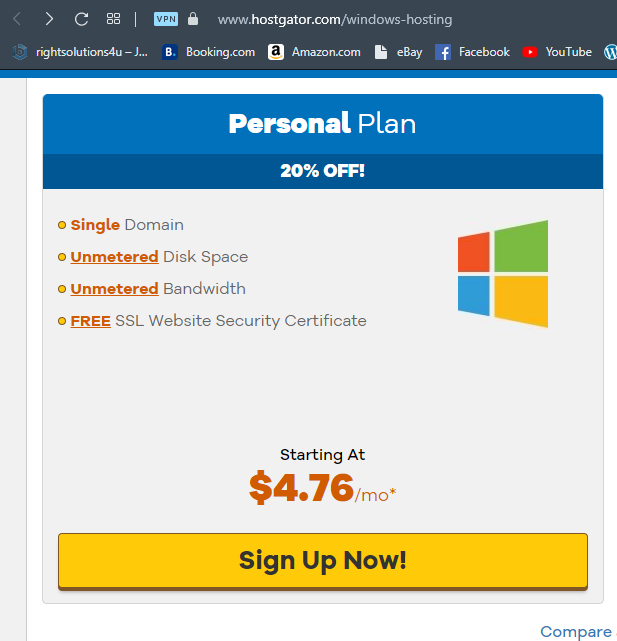 VPN www.hostgator.com/windows-hosting
rightsolutions4u – J... B. Booking.com a Amazon.com eBay f Facebook YouTube
Personal Plan
20% OFF!
Single Domain
Unmetered Disk Space
Unmetered Bandwidth
FREE SSL Website Security Certificate
Starting At
$4.76/mo*
Sign Up Now!
Compare